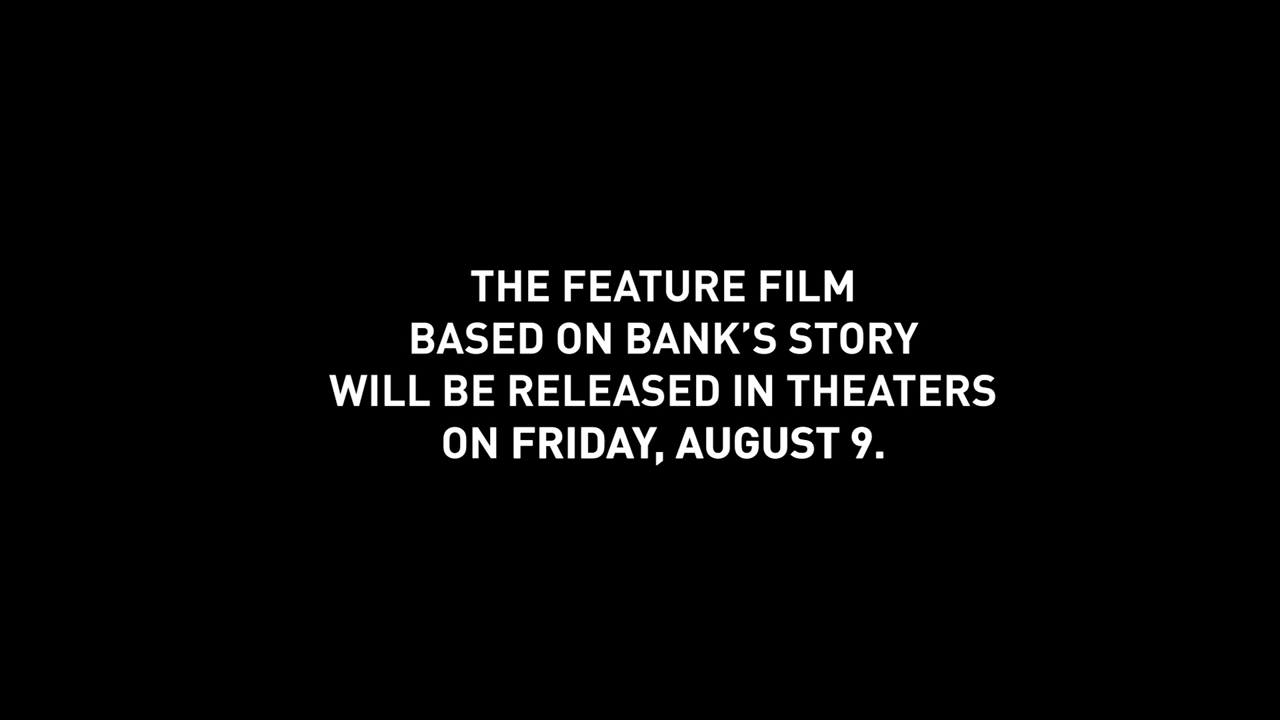 THE FEATURE FILM
BASED ON BANK’S STORY
WILL BE RELEASED IN THEATERS
ON FRIDAY, AUGUST 9.